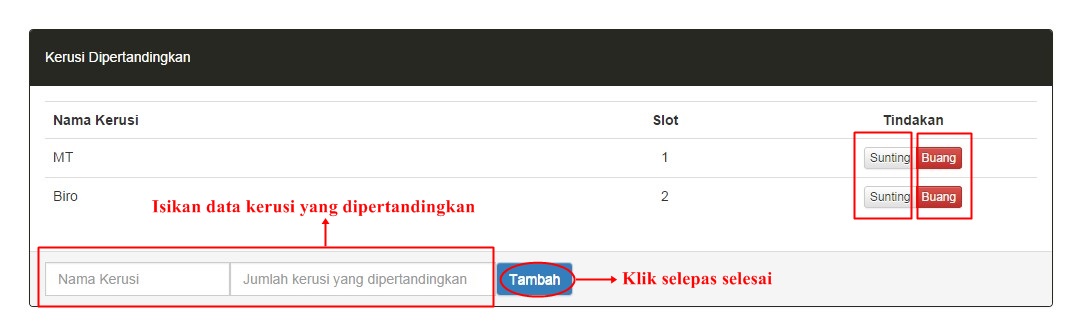 Kerusi Dipertandingkan
Nama Kerusi Slot Tindakan
MT 1 Sunting Buang
Biro 2 Sunting Buang
Isikan data kerusi yang dipertandingkan
Nama Kerusi Jumlah kerusi yang dipertandingkan Tambah Klik selepas selesai